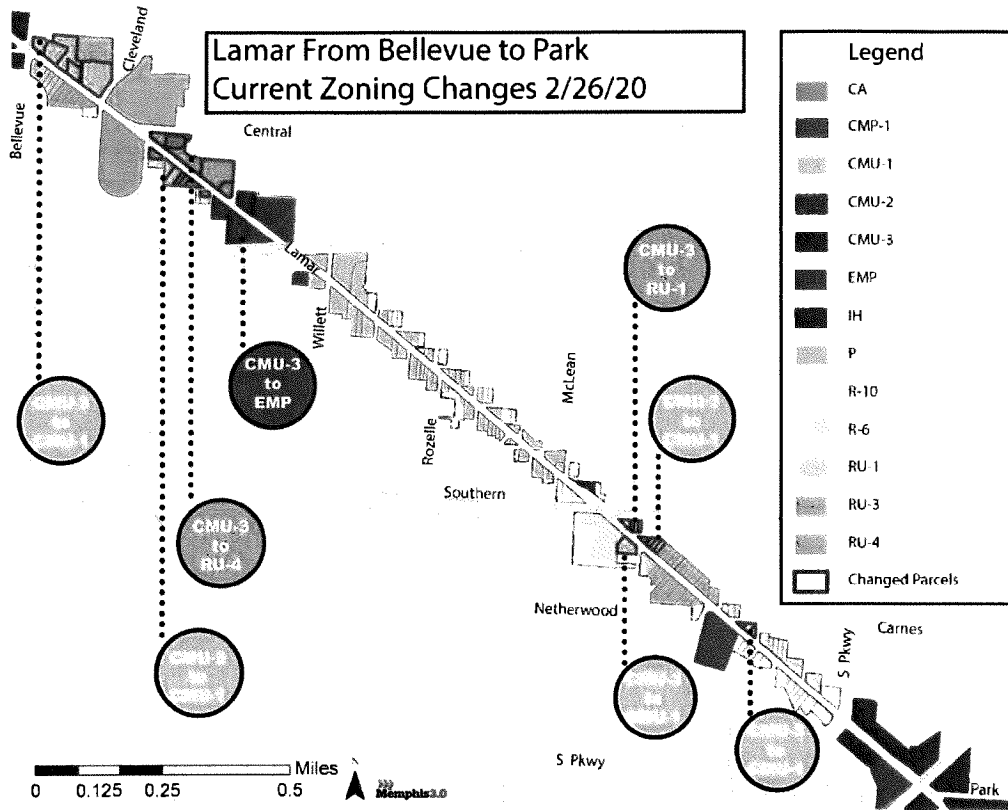 Lamar From Bellevue to Park
Current Zoning Changes 2/26/20
Legend
CA
CMP-1
CMU-1
CMU-2
CMU-3
EMP
IH
P
R-10
R-6
RU-1
RU-3
RU-4
Changed Parcels
Bellevue
Cleveland
Central
Lamar
Willett
Rozelle
McLean
Southern
Netherwood
Carnes
S Pkwy
S Pkwy
Park
CMU-3
to
RU-1
CMU-3
to
EMP
CMU-3
to
RU-4
Miles
0 0.125 0.25 0.5
Memphis3.0